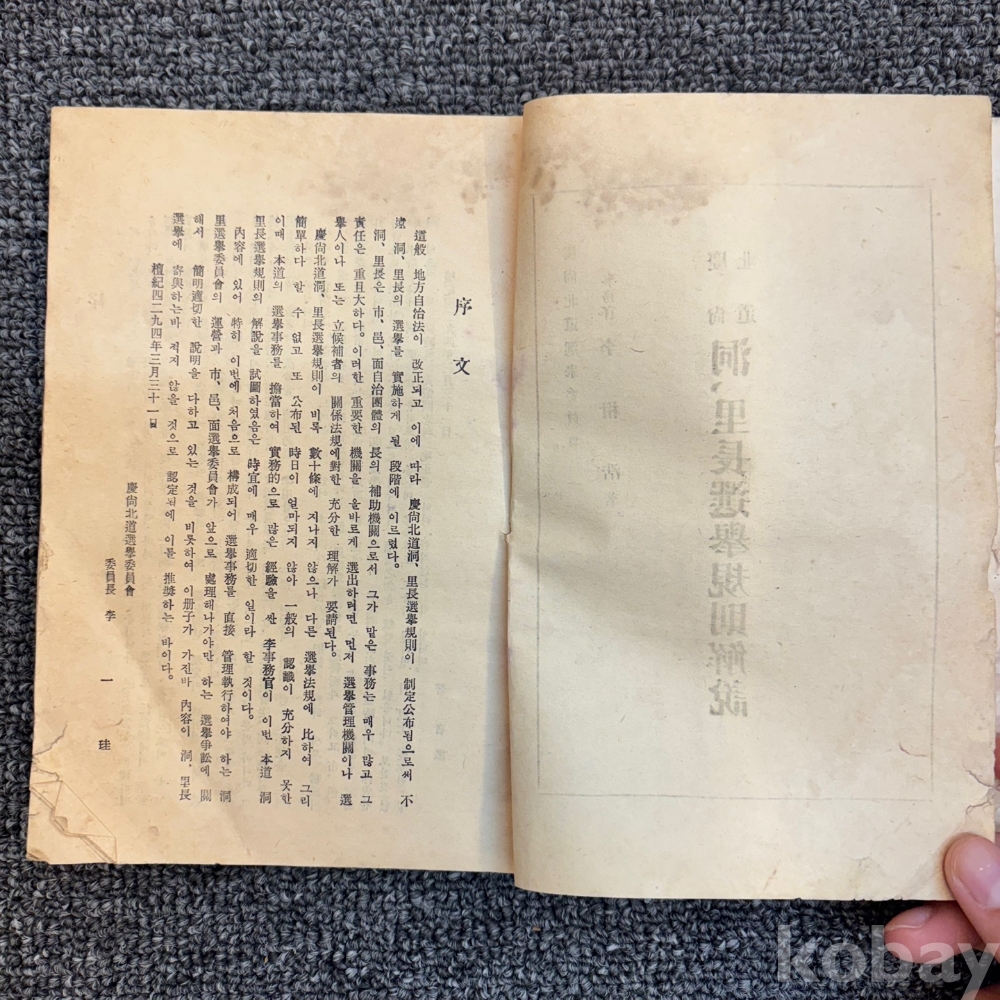 序文
這般 地方自治法이 改正되고 이에 따라 慶尙北道洞、里長選擧規則이 制定公布됨으로써 不
遠 洞、里長의 選擧를 實施하게 된 段階에 이르렀다。
洞、里長은 市、邑、面自治團體의 長의 補助機關으로서 그가 맡은 事務는 매우 많고 그
責任은 重且大하다。이러한 重要한 機關을 올바르게 選出하려면 먼저 選擧管理機關이나 選
擧人이나 또는 立候補者의 關係法規에對한 充分한 理解가 要請된다。
慶尙北道洞、里長選擧規則이 비록 數十條에 지나지 않으나 다른 選擧法規에 比하여 그리
簡單하다 할 수 없고 또 公布된 時日이 얼마되지 않아 一般의 認識이 充分하지 못한
이때 本道의 選擧事務를 擔當하여 實務的으로 많은 經驗을 싼 李事務官이 이번 本道 洞
里長選擧規則의 解說을 試圖하였음은 時宜에 매우 適切한 일이라 할 것이다。
內容에 있어 特히 이번에 처음으로 構成되어 選擧事務를 直接 管理執行하여야 하는 洞
里選擧委員會의 運營과 市、邑、面選擧委員會가 앞으로 處理해나가야만 하는 選擧爭訟에 關
해서 簡明適切한 說明을 다하고 있는 것을 비롯하여 이册子가 가진바 內容이 洞、里長
選擧에 寄與하는바 적지 않을 것으로 認定됨에 이를 推奬하는 바이다。
檀紀四二九四年三月三十一日
慶尙北道選擧委員會
委員長 李 一 珪
慶尙
北道
洞、里長選擧規則解說
kobay